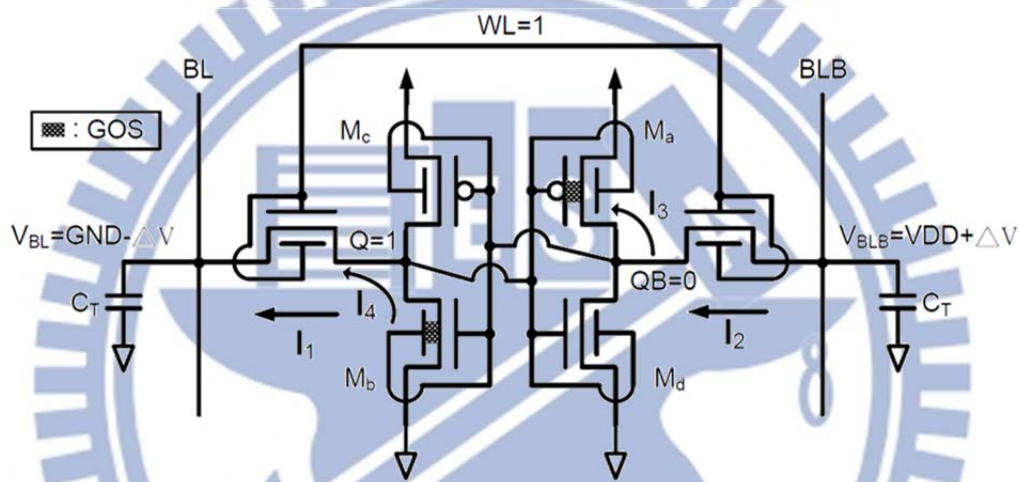 WL=1
BL
BLB
: GOS
Mc
Ma
I3
VBL=GND-△V
Q=1
VBLB=VDD+△V
QB=0
CT
I4
CT
I1
I2
Mb
Md